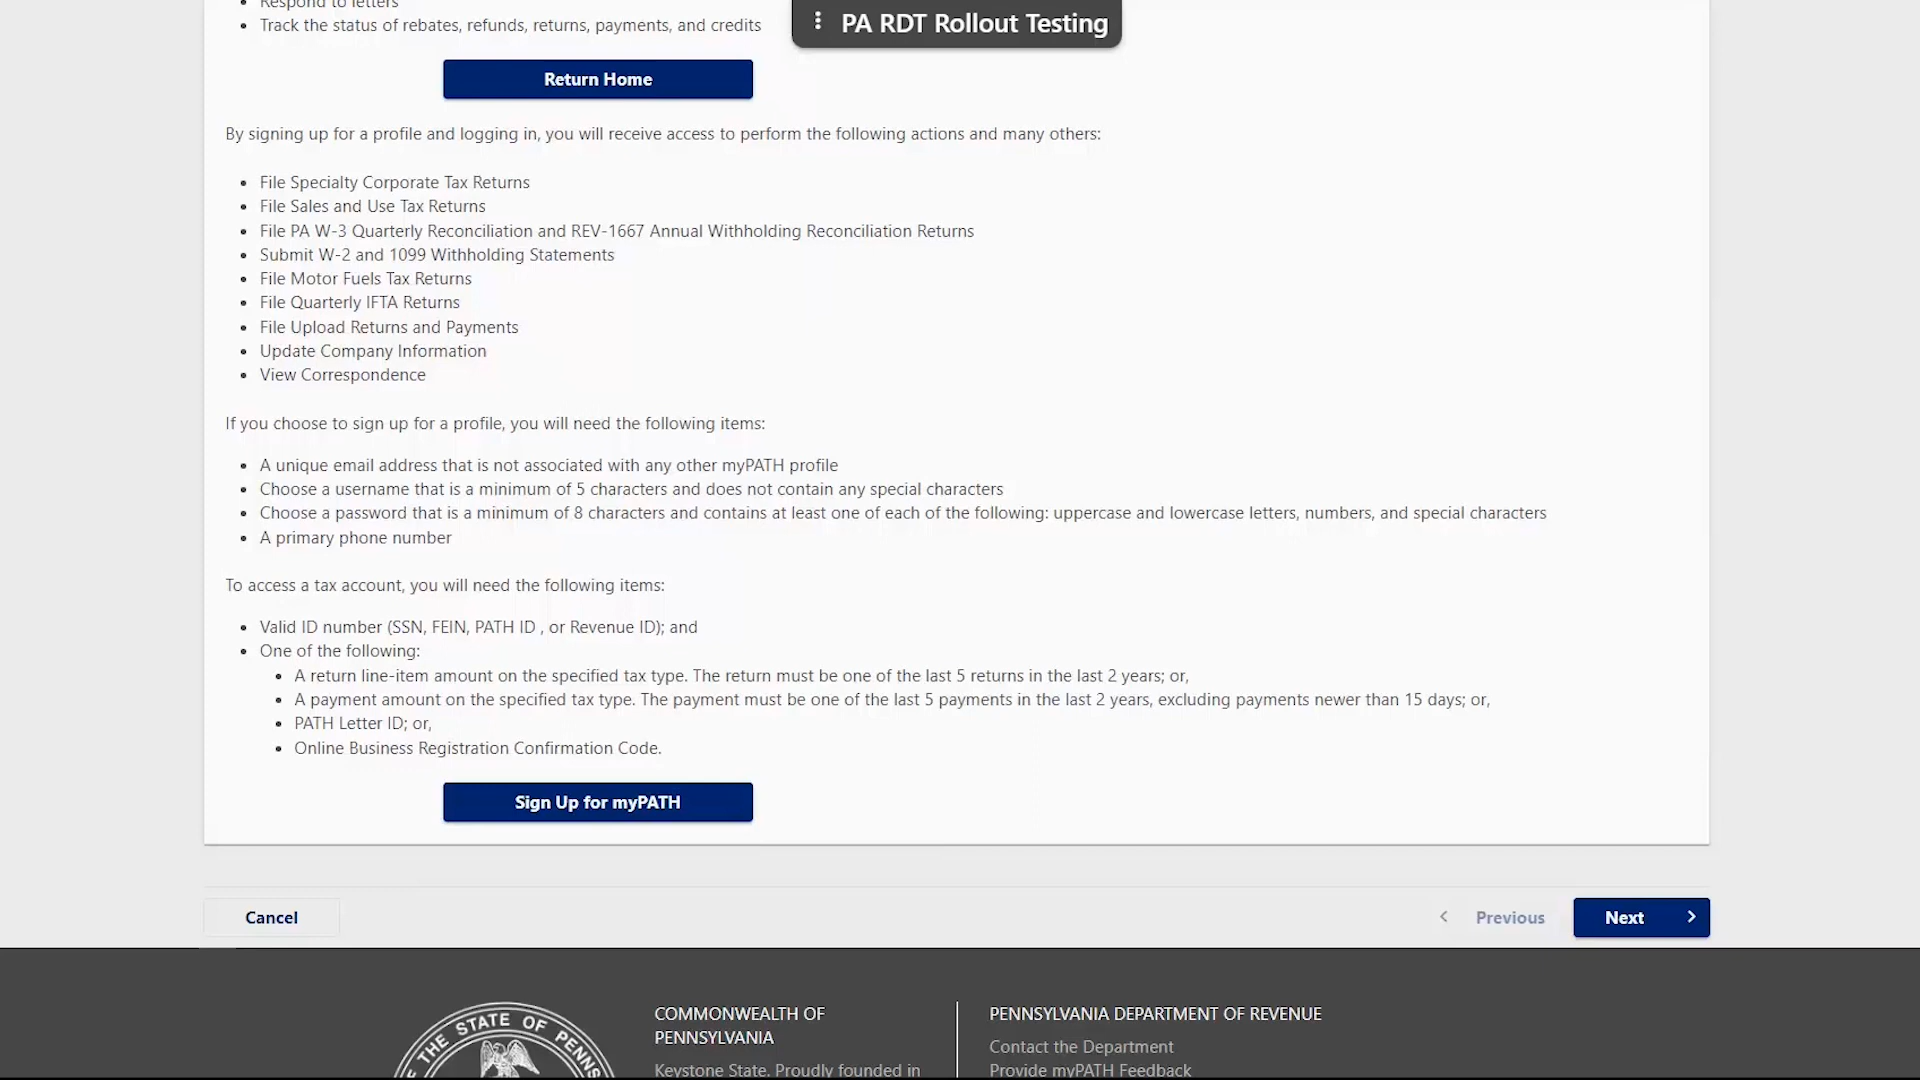 Respond to letters
Track the status of rebates, refunds, returns, payments, and credits
PA RDT Rollout Testing
Return Home
By signing up for a profile and logging in, you will receive access to perform the following actions and many others:
File Specialty Corporate Tax Returns
File Sales and Use Tax Returns
File PA W-3 Quarterly Reconciliation and REV-1667 Annual Withholding Reconciliation Returns
Submit W-2 and 1099 Withholding Statements
File Motor Fuels Tax Returns
File Quarterly IFTA Returns
File Upload Returns and Payments
Update Company Information
View Correspondence
If you choose to sign up for a profile, you will need the following items:
A unique email address that is not associated with any other myPATH profile
Choose a username that is a minimum of 5 characters and does not contain any special characters
Choose a password that is a minimum of 8 characters and contains at least one of each of the following: uppercase and lowercase letters, numbers, and special characters
A primary phone number
To access a tax account, you will need the following items:
Valid ID number (SSN, FEIN, PATH ID , or Revenue ID); and
One of the following:
A return line-item amount on the specified tax type. The return must be one of the last 5 returns in the last 2 years; or,
A payment amount on the specified tax type. The payment must be one of the last 5 payments in the last 2 years, excluding payments newer than 15 days; or,
PATH Letter ID; or,
Online Business Registration Confirmation Code.
Sign Up for myPATH
Cancel
Previous
Next
THE STATE OF PENNS
COMMONWEALTH OF
PENNSYLVANIA
Keystone State. Proudly founded in
PENNSYLVANIA DEPARTMENT OF REVENUE
Contact the Department
Provide myPATH Feedback